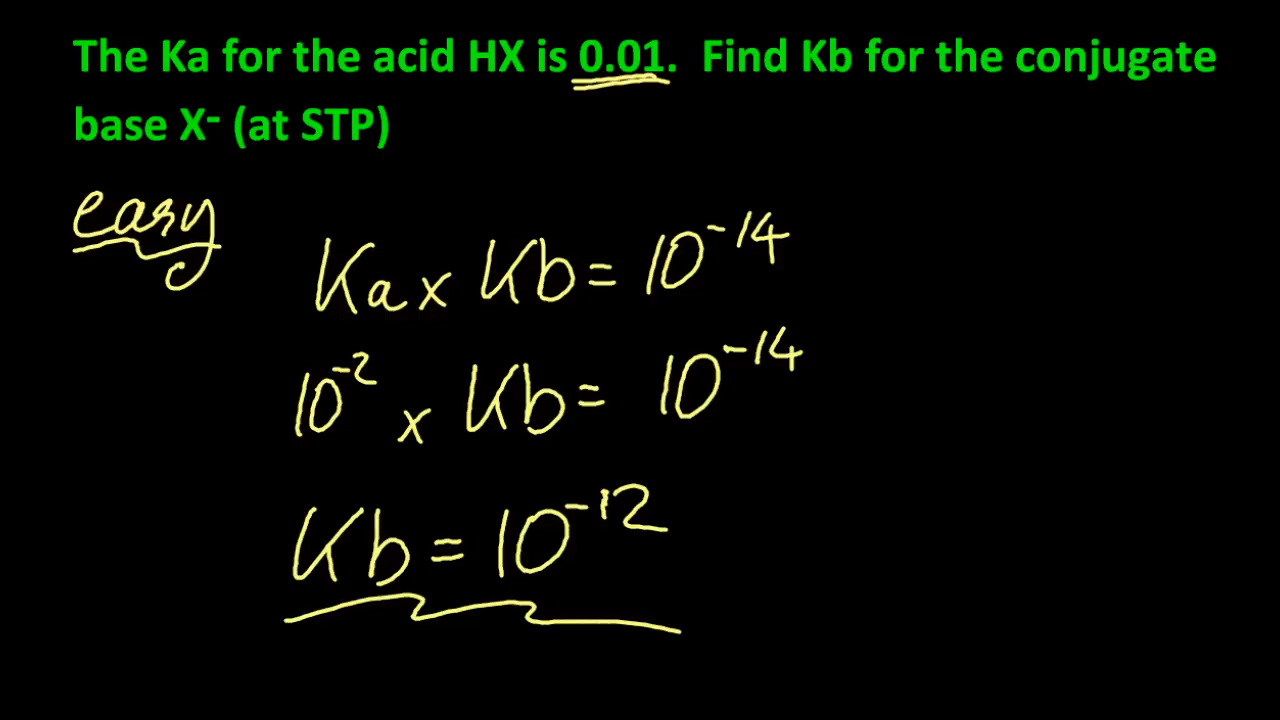 The Ka for the acid HX is 0.01. Find Kb for the conjugate
base X⁻ (at STP)
easy
Ka x Kb = 10⁻¹⁴
10⁻² x Kb = 10⁻¹⁴
Kb = 10⁻¹²